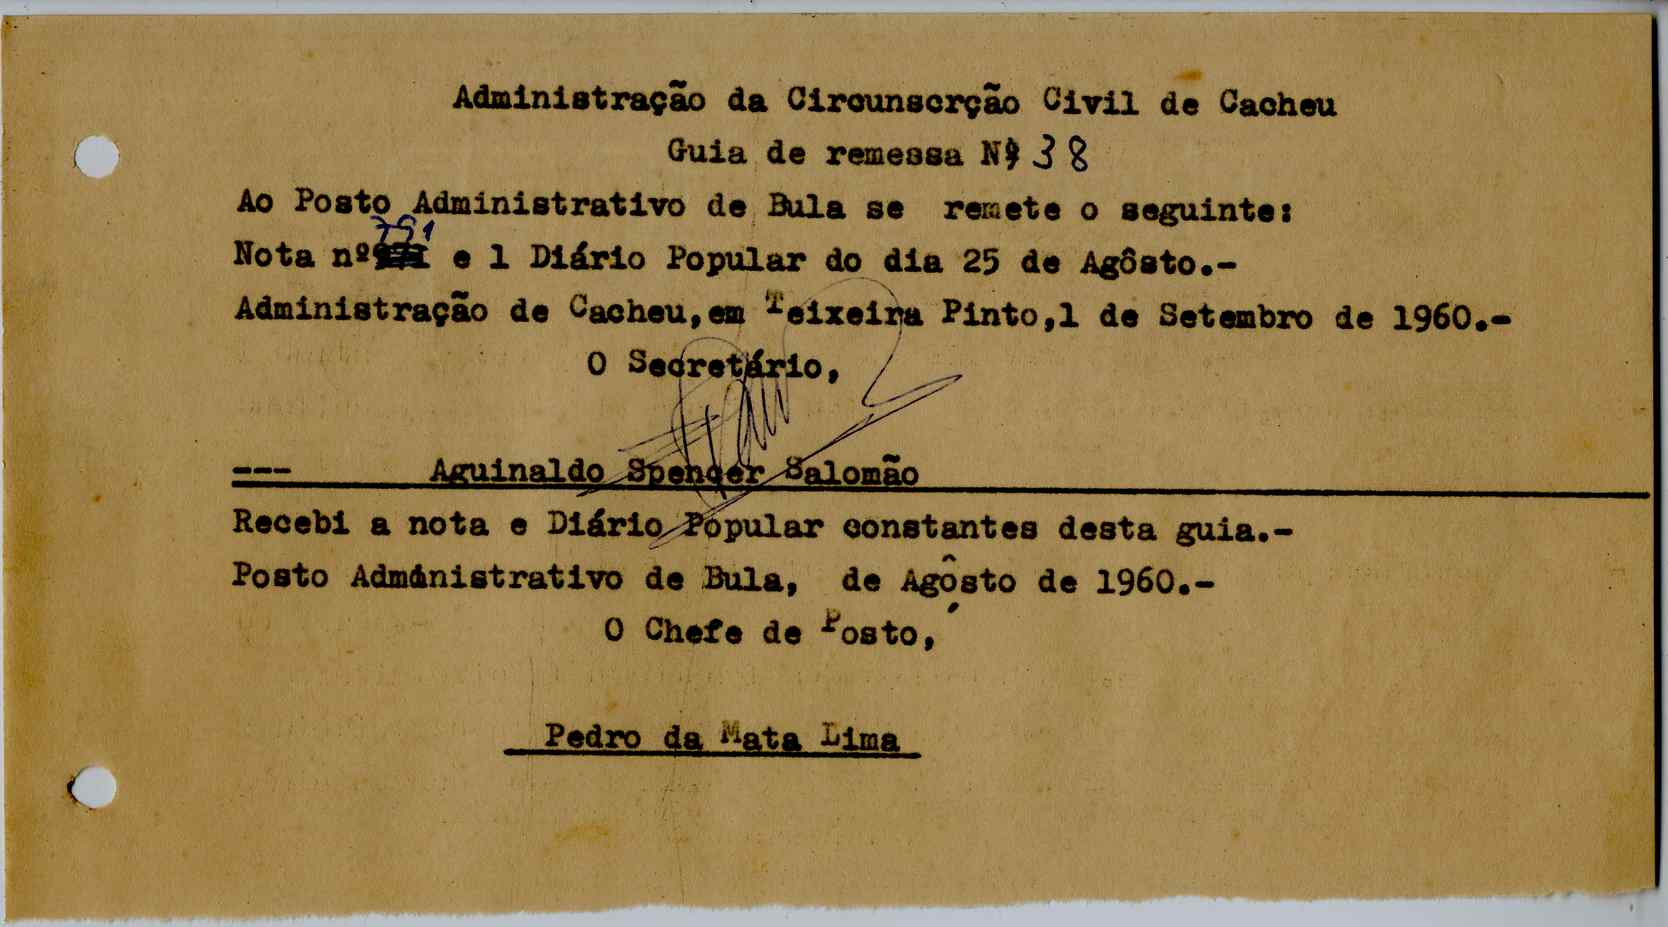 Administração da Circunscrção Civil de Cacheu
Guia de remessa Nº 38
Ao Posto Administrativo de Bula se remete o seguinte:
Nota nº e 1 Diário Popular do dia 25 de Agôsto.-
Administração de Cacheu,em Teixeira Pinto,1 de Setembro de 1960.-
O Secretário,
--- Aguinaldo Spencer Salomão
Recebi a nota e Diário Popular constantes desta guia.-
Posto Administrativo de Bula, de Agôsto de 1960.-
O Chefe de Posto,
Pedro da Mata Lima